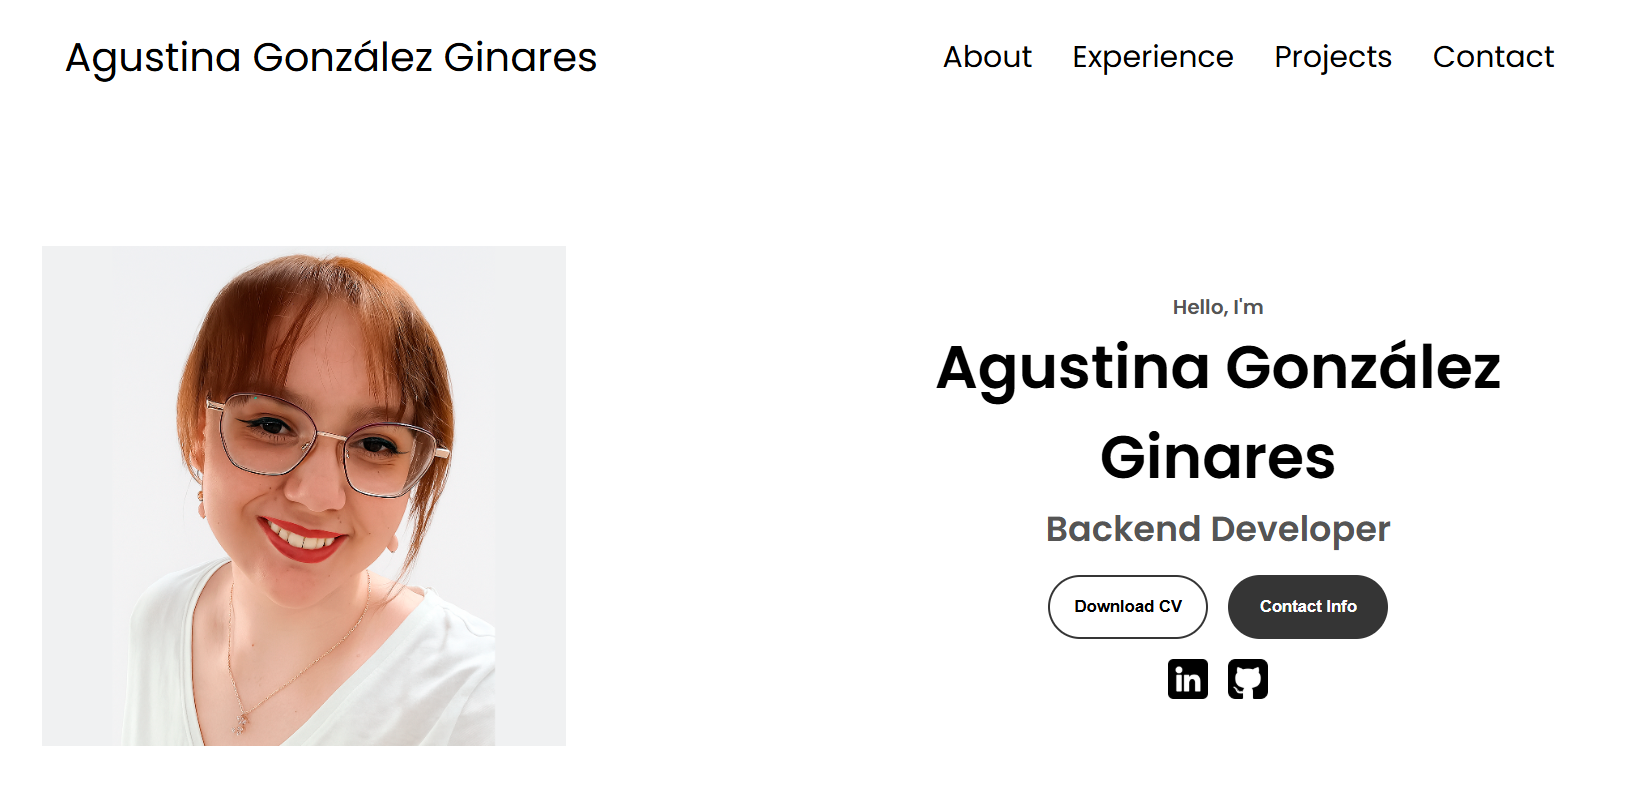 Agustina González Ginares
About Experience Projects Contact
Hello, I'm
Agustina González
Ginares
Backend Developer
Download CV Contact Info
in